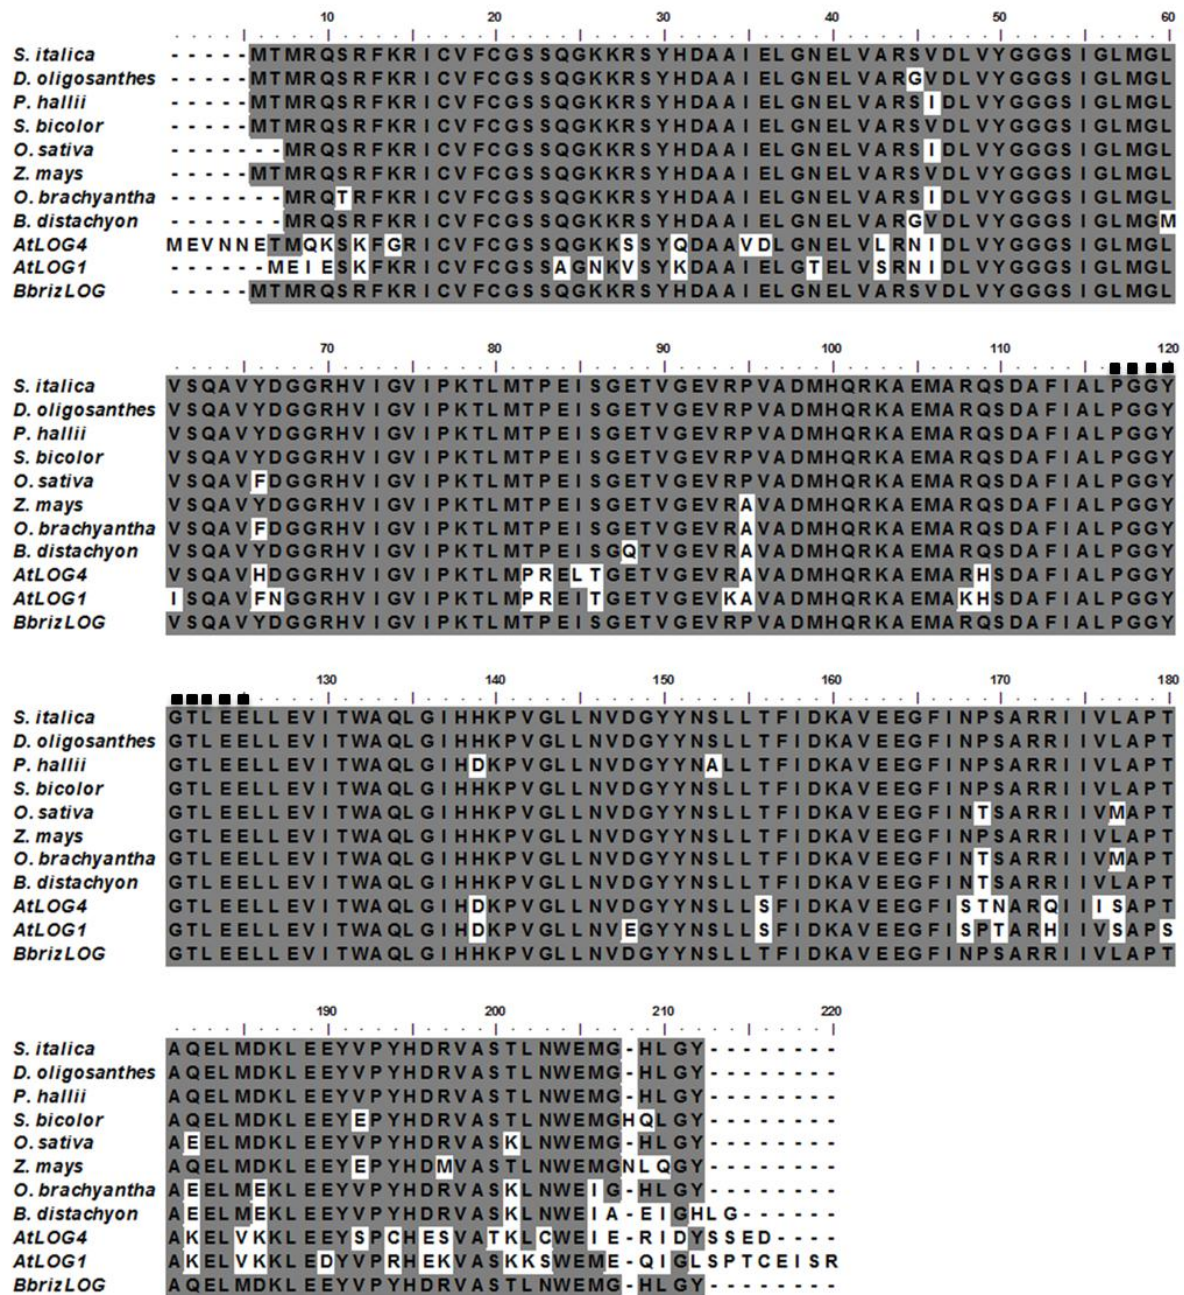 10 20 30 40 50 60
S. italica -----MTMRQSRFKRICVFCGSSQGKKRSYHDAAIELGNELVARSVDLVYGGGSIGLMGL
D. oligosanthes -----MTMRQSRFKRICVFCGSSQGKKRSYHDAAIELGNELVARGVDLVYGGGSIGLMGL
P. hallii -----MTMRQSRFKRICVFCGSSQGKKRSYHDAAIELGNELVARSIDLVYGGGSIGLMGL
S. bicolor -----MTMRQSRFKRICVFCGSSQGKKRSYHDAAIELGNELVARSVDLVYGGGSIGLMGL
O. sativa -------MRQSRFKRICVFCGSSQGKKRSYHDAAIELGNELVARSIDLVYGGGSIGLMGL
Z. mays -----MTMRQSRFKRICVFCGSSQGKKRSYHDAAIELGNELVARSVDLVYGGGSIGLMGL
O. brachyantha -------MRQTRFKRICVFCGSSQGKKRSYHDAAIELGNELVARSIDLVYGGGSIGLMGL
B. distachyon -------MRQSRFKRICVFCGSSQGKKRSYHDAAIELGNELVARGVDLVYGGGSIGLMGM
AtLOG4 MEVNNETMQKSKFGRICVFCGSSQGKKSSYQDAAVDLGNELVLRNIDLVYGGGSIGLMGL
AtLOG1 ------MEIESKFKRICVFCGSSAGNKVSYKDAAIELGTELVSRNIDLVYGGGSIGLMGL
BbrizLOG -----MTMRQSRFKRICVFCGSSQGKKRSYHDAAIELGNELVARSVDLVYGGGSIGLMGL
70 80 90 100 110 120
S. italica VSQAVYDGGRHVIGVIPKTLMTPEISGETVGEVRPVADMHQRKAEMARQSDAFIALPGGY
D. oligosanthes VSQAVYDGGRHVIGVIPKTLMTPEISGETVGEVRPVADMHQRKAEMARQSDAFIALPGGY
P. hallii VSQAVYDGGRHVIGVIPKTLMTPEISGETVGEVRPVADMHQRKAEMARQSDAFIALPGGY
S. bicolor VSQAVYDGGRHVIGVIPKTLMTPEISGETVGEVRPVADMHQRKAEMARQSDAFIALPGGY
O. sativa VSQAVFDGGRHVIGVIPKTLMTPEISGETVGEVRPVADMHQRKAEMARQSDAFIALPGGY
Z. mays VSQAVYDGGRHVIGVIPKTLMTPEISGETVGEVRAVADMHQRKAEMARQSDAFIALPGGY
O. brachyantha VSQAVFDGGRHVIGVIPKTLMTPEISGETVGEVRAVADMHQRKAEMARQSDAFIALPGGY
B. distachyon VSQAVYDGGRHVIGVIPKTLMTPEISGQTVGEVRAVADMHQRKAEMARQSDAFIALPGGY
AtLOG4 VSQAVHDGGRHVIGVIPKTLMPRELTGETVGEVRAVADMHQRKAEMARHSDAFIALPGGY
AtLOG1 ISQAVFNGGRHVIGVIPKTLMPREITGETVGEVKAVADMHQRKAEMAKHSDAFIALPGGY
BbrizLOG VSQAVYDGGRHVIGVIPKTLMTPEISGETVGEVRPVADMHQRKAEMARQSDAFIALPGGY
130 140 150 160 170 180
S. italica GTLEELLEVITWAQLGIHHKPVGLLNVDGYYNSLLTFIDKAVEEGFINPSARRIIVLAPT
D. oligosanthes GTLEELLEVITWAQLGIHHKPVGLLNVDGYYNSLLTFIDKAVEEGFINPSARRIIVLAPT
P. hallii GTLEELLEVITWAQLGIHDKPVGLLNVDGYYNALLTFIDKAVEEGFINPSARRIIVLAPT
S. bicolor GTLEELLEVITWAQLGIHHKPVGLLNVDGYYNSLLTFIDKAVEEGFINPSARRIIVLAPT
O. sativa GTLEELLEVITWAQLGIHHKPVGLLNVDGYYNSLLTFIDKAVEEGFINTSARRIIVMAPT
Z. mays GTLEELLEVITWAQLGIHHKPVGLLNVDGYYNSLLTFIDKAVEEGFINPSARRIIVLAPT
O. brachyantha GTLEELLEVITWAQLGIHHKPVGLLNVDGYYNSLLTFIDKAVEEGFINTSARRIIVMAPT
B. distachyon GTLEELLEVITWAQLGIHHKPVGLLNVDGYYNSLLTFIDKAVEEGFINTSARRIIVLAPT
AtLOG4 GTLEELLEVITWAQLGIHDKPVGLLNVDGYYNSLLSFIDKAVEEGFISTNARQIIISAPT
AtLOG1 GTLEELLEVITWAQLGIHDKPVGLLNVEGYYNSLLSFIDKAVEEGFISPTARHIIVSAPS
BbrizLOG GTLEELLEVITWAQLGIHHKPVGLLNVDGYYNSLLTFIDKAVEEGFINPSARRIIVLAPT
190 200 210 220
S. italica AQELMDKLEEYVPYHDRVASTLNWEMG-HLGY--------
D. oligosanthes AQELMDKLEEYVPYHDRVASTLNWEMG-HLGY--------
P. hallii AQELMDKLEEYVPYHDRVASTLNWEMG-HLGY--------
S. bicolor AQELMDKLEEYEPYHDRVASTLNWEMGHQLGY--------
O. sativa AEELMDKLEEYVPYHDRVASKLNWEMG-HLGY--------
Z. mays AQELMDKLEEYEPYHDMVASTLNWEMGNLQGY--------
O. brachyantha AEELMEKLEEYVPYHDRVASKLNWEIG-HLGY--------
B. distachyon AEELMEKLEEYVPYHDRVASKLNWEIA-EIGHLG------
AtLOG4 AKELVKKLEEYSPCHESVATKLCWEIE-RIDYSSED----
AtLOG1 AKELVKKLEDYVPRHEKVASKKSWEME-QIGLSPTCEISR
BbrizLOG AQELMDKLEEYVPYHDRVASTLNWEMG-HLGY--------